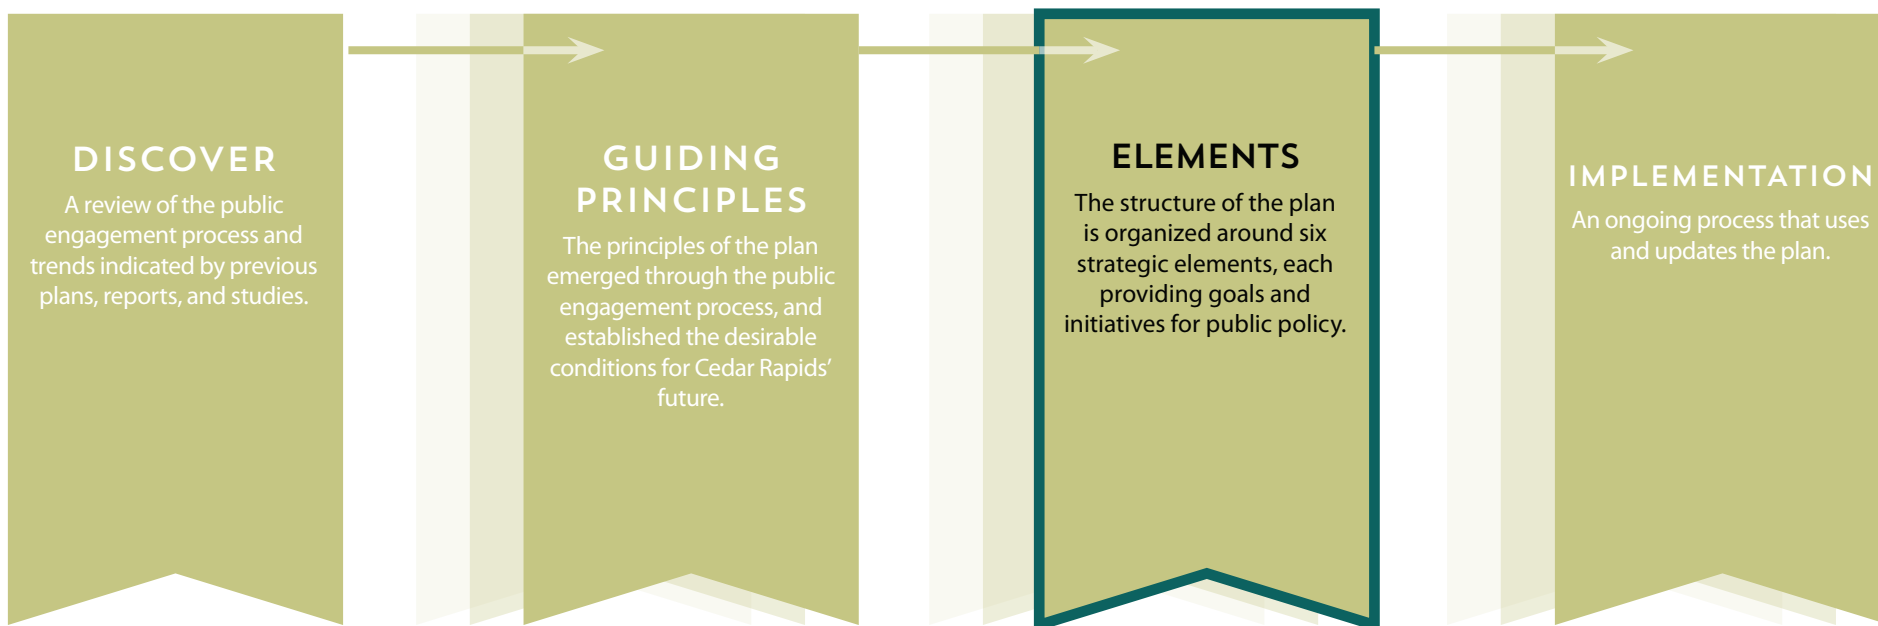 DISCOVER
A review of the public
engagement process and
trends indicated by previous
plans, reports, and studies.
GUIDING
PRINCIPLES
The principles of the plan
emerged through the public
engagement process, and
established the desirable
conditions for Cedar Rapids’
future.
ELEMENTS
The structure of the plan
is organized around six
strategic elements, each
providing goals and
initiatives for public policy.
IMPLEMENTATION
An ongoing process that uses
and updates the plan.